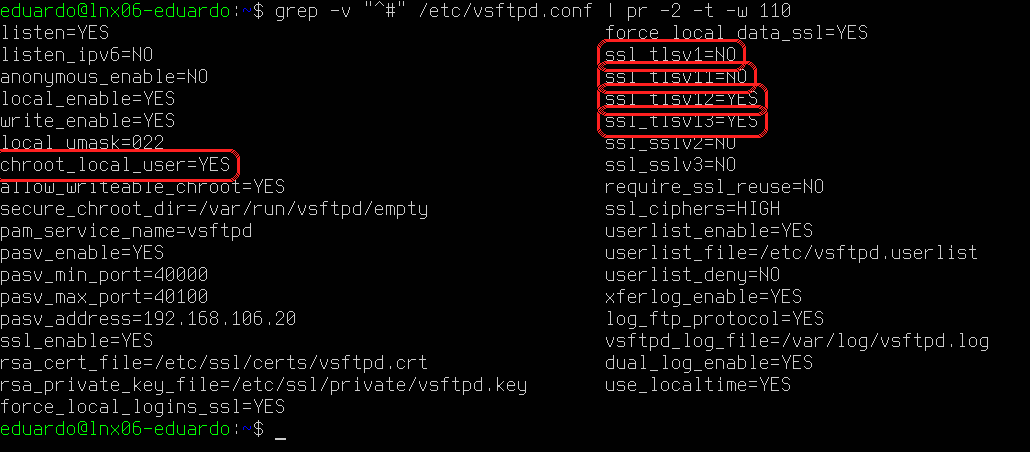 eduardo@lnx06-eduardo:~$ grep -v "^#" /etc/vsftpd.conf | pr -2 -t -w 110
listen=YES force_local_data_ssl=YES
listen_ipv6=NO ssl_tlsv1=NO
anonymous_enable=NO ssl_tlsv11=NO
local_enable=YES ssl_tlsv12=YES
write_enable=YES ssl_tlsv13=YES
local_umask=022 ssl_sslv2=NO
chroot_local_user=YES ssl_sslv3=NO
allow_writeable_chroot=YES require_ssl_reuse=NO
secure_chroot_dir=/var/run/vsftpd/empty ssl_ciphers=HIGH
pam_service_name=vsftpd userlist_enable=YES
pasv_enable=YES userlist_file=/etc/vsftpd.userlist
pasv_min_port=40000 userlist_deny=NO
pasv_max_port=40100 xferlog_enable=YES
pasv_address=192.168.106.20 log_ftp_protocol=YES
ssl_enable=YES vsftpd_log_file=/var/log/vsftpd.log
rsa_cert_file=/etc/ssl/certs/vsftpd.crt dual_log_enable=YES
rsa_private_key_file=/etc/ssl/private/vsftpd.key use_localtime=YES
force_local_logins_ssl=YES
eduardo@lnx06-eduardo:~$ _